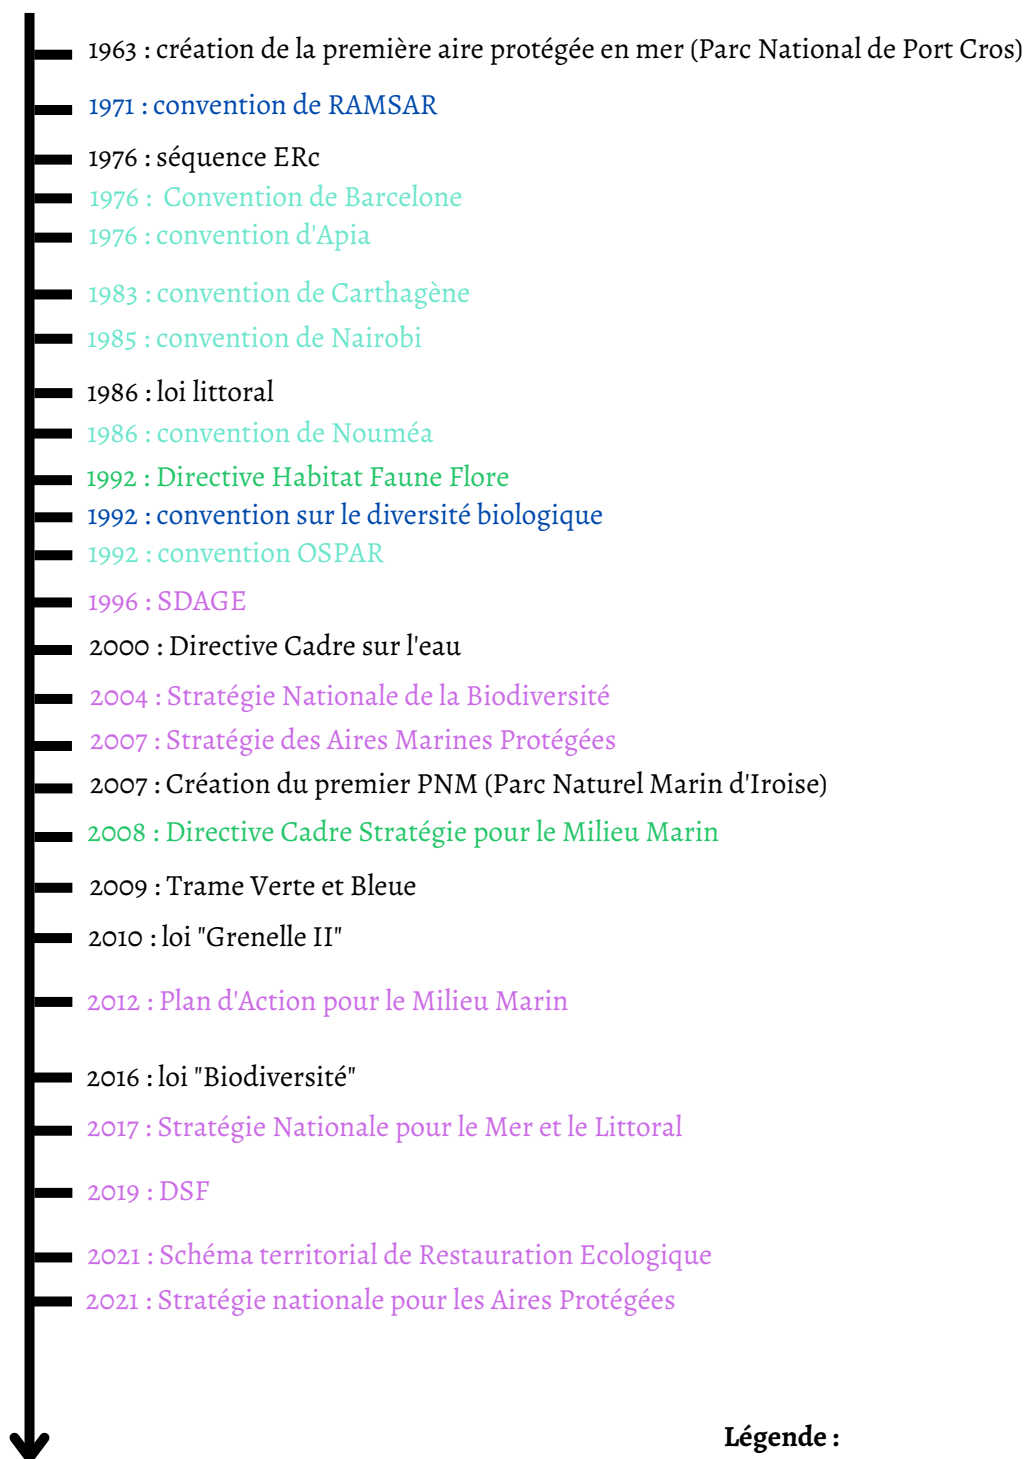 1963 : création de la première aire protégée en mer (Parc National de Port Cros)
1971 : convention de RAMSAR
1976 : séquence ERc
1976 : Convention de Barcelone
1976 : convention d'Apia
1983 : convention de Carthagène
1985 : convention de Nairobi
1986 : loi littoral
1986 : convention de Nouméa
1992 : Directive Habitat Faune Flore
1992 : convention sur le diversité biologique
1992 : convention OSPAR
1996 : SDAGE
2000 : Directive Cadre sur l'eau
2004 : Stratégie Nationale de la Biodiversité
2007 : Stratégie des Aires Marines Protégées
2007 : Création du premier PNM (Parc Naturel Marin d'Iroise)
2008 : Directive Cadre Stratégie pour le Milieu Marin
2009 : Trame Verte et Bleue
2010 : loi "Grenelle II"
2012 : Plan d'Action pour le Milieu Marin
2016 : loi "Biodiversité"
2017 : Stratégie Nationale pour le Mer et le Littoral
2019 : DSF
2021 : Schéma territorial de Restauration Ecologique
2021 : Stratégie nationale pour les Aires Protégées
Légende :